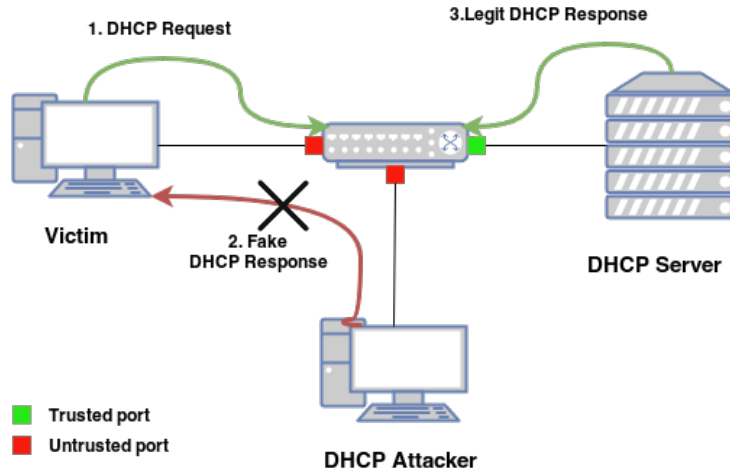 1. DHCP Request
3.Legit DHCP Response
Victim
2. Fake
DHCP Response
DHCP Server
DHCP Attacker
Trusted port
Untrusted port